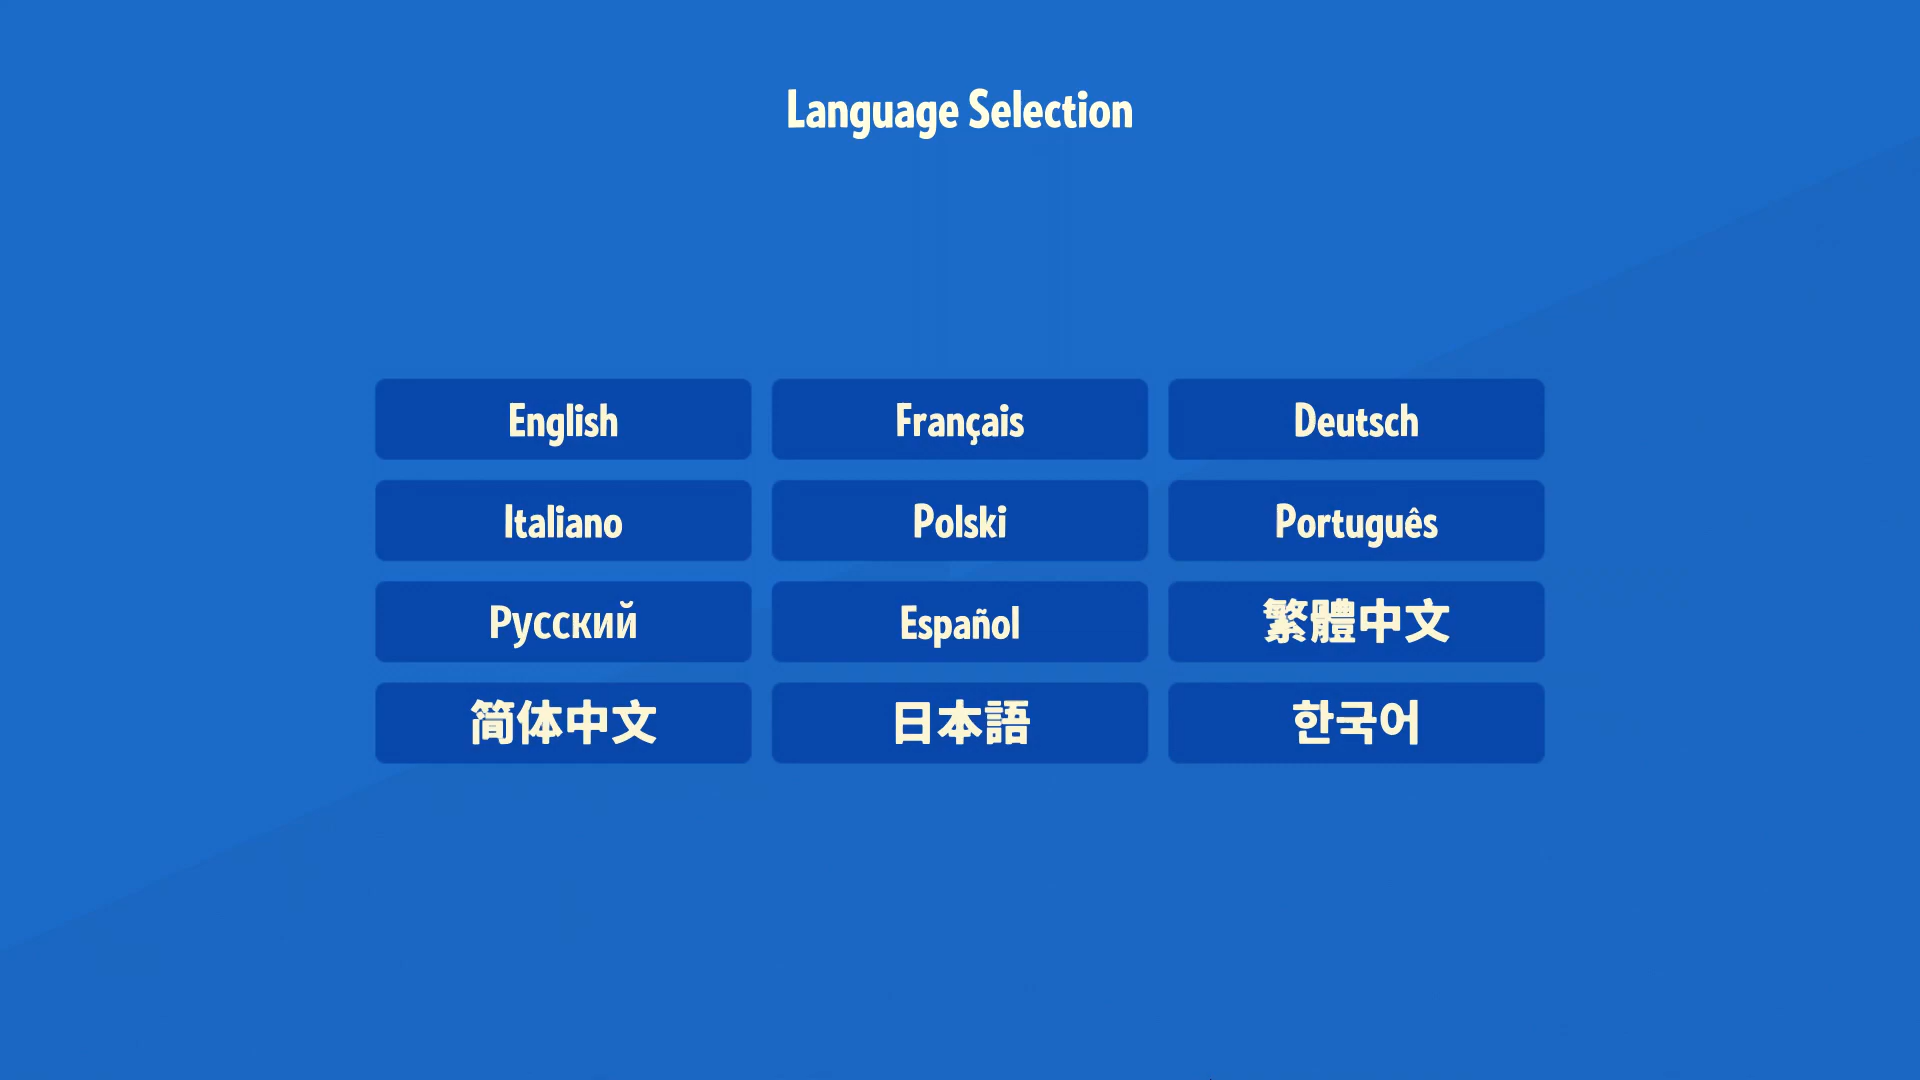 Language Selection
English
Français
Deutsch
Italiano
Polski
Português
Русский
Español
繁體中文
简体中文
日本語
한국어